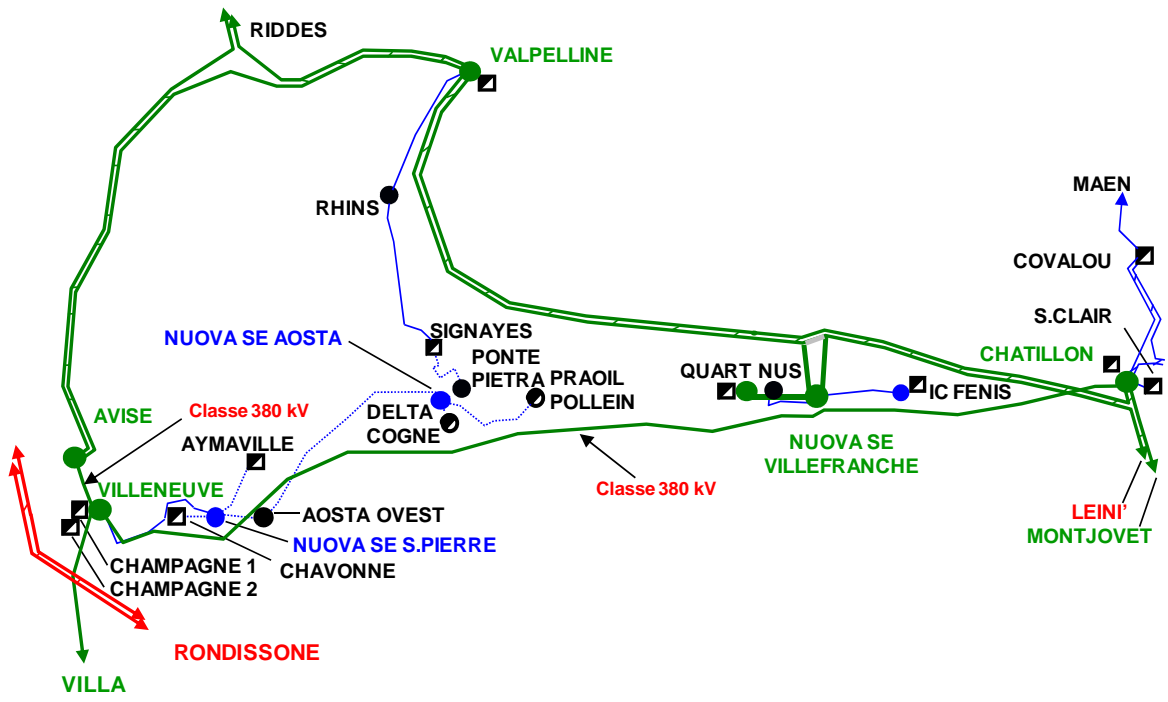 RIDDES
VALPELLINE
MAEN
RHINS
COVALOU
S.CLAIR
NUOVA SE AOSTA
SIGNAYES
PONTE
PIETRA
PRAOIL
POLLEIN
QUART
NUS
CHATILLON
IC FENIS
DELTA
COGNE
AVISE
Classe 380 kV
AYMAVILLE
NUOVA SE
VILLEFRANCHE
Classe 380 kV
VILLENEUVE
AOSTA OVEST
LEINI’
MONTJOVET
NUOVA SE S.PIERRE
CHAVONNE
CHAMPAGNE 1
CHAMPAGNE 2
RONDISSONE
VILLA